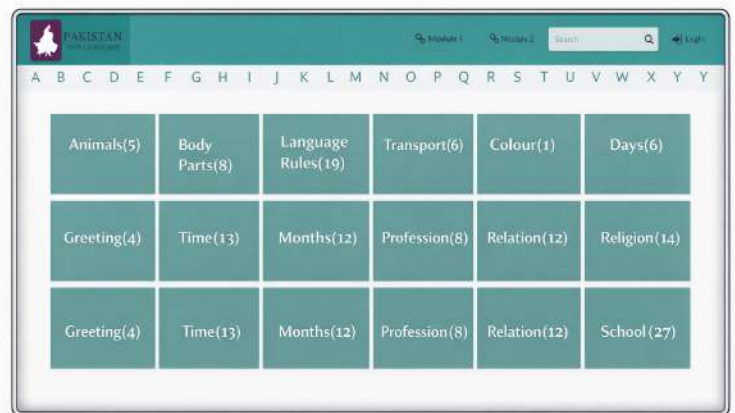 PAKISTAN
Module 1 Module 2 Search Login
A B C D E F G H I J K L M N O P Q R S T U V W X Y Y
Animals(5) Body Parts(8) Language Rules(19) Transport(6) Colour(1) Days(6)
Greeting(4) Time(13) Months(12) Profession(8) Relation(12) Religion(14)
Greeting(4) Time(13) Months(12) Profession(8) Relation(12) School(27)